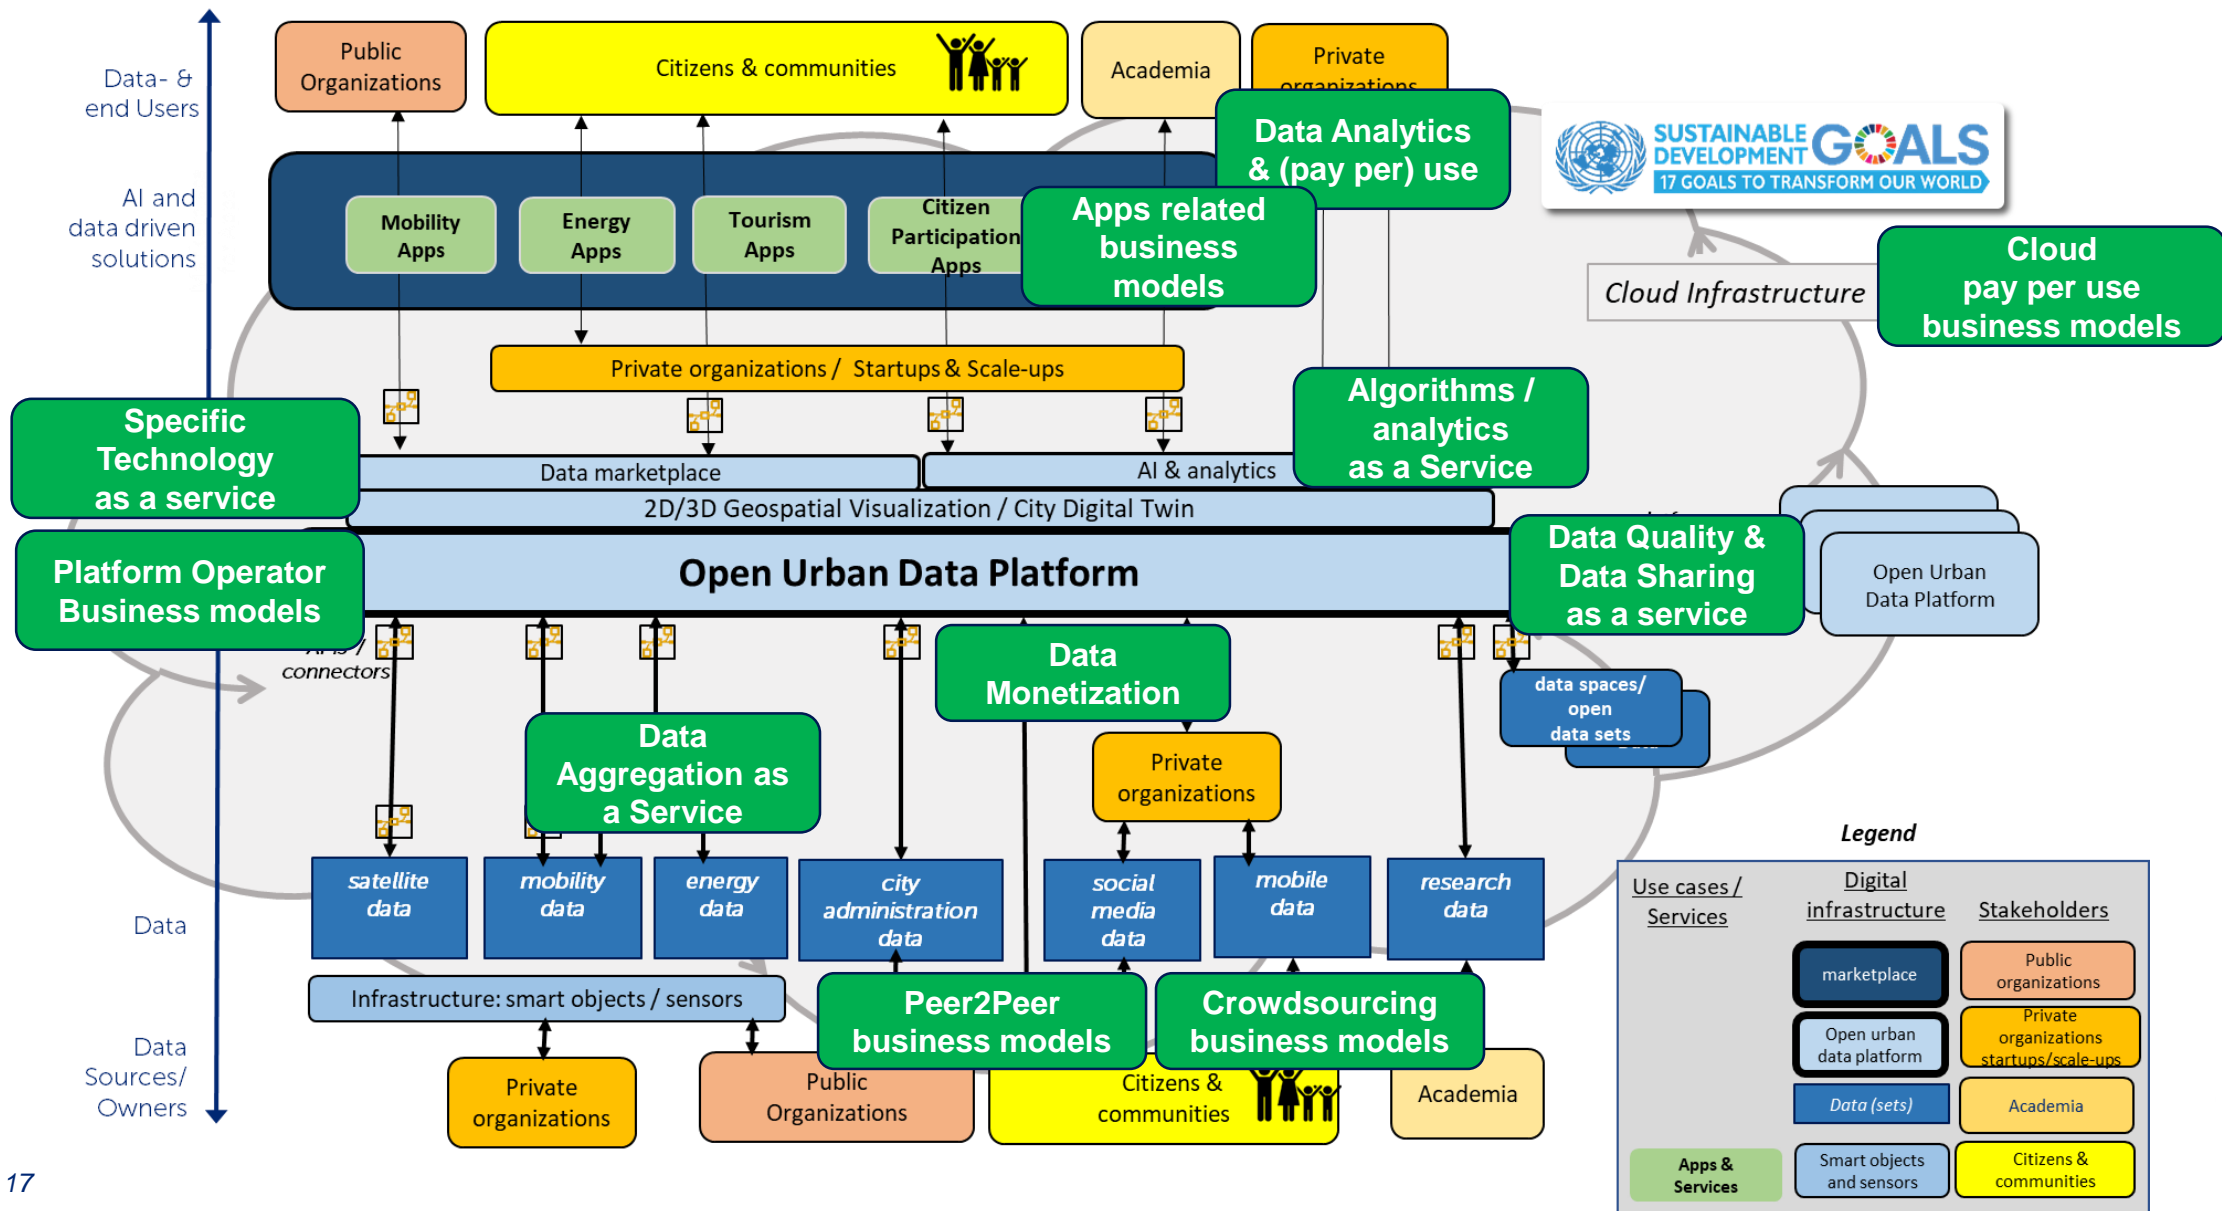 Data- &
end Users
AI and
data driven
solutions
Data
Data
Sources/
Owners
Public
Organizations
Citizens & communities
Academia
Private
organizations
Data Analytics
& (pay per) use
SUSTAINABLE
DEVELOPMENT
GOALS
17 GOALS TO TRANSFORM OUR WORLD
Mobility
Apps
Energy
Apps
Tourism
Apps
Citizen
Participation
Apps
Apps related
business
models
Cloud Infrastructure
Cloud
pay per use
business models
Private organizations / Startups & Scale-ups
Specific
Technology
as a service
Algorithms /
analytics
as a Service
Data marketplace
AI & analytics
2D/3D Geospatial Visualization / City Digital Twin
Platform Operator
Business models
Open Urban Data Platform
Data Quality &
Data Sharing
as a service
Open Urban
Data Platform
connectors
Data
Monetization
data spaces/
open
data sets
Data
Aggregation as
a Service
Private
organizations
satellite
data
mobility
data
energy
data
city
administration
data
social
media
data
mobile
data
research
data
Infrastructure: smart objects / sensors
Peer2Peer
business models
Crowdsourcing
business models
Private
organizations
Public
Organizations
Citizens &
communities
Academia
Legend
Use cases /
Services
Digital
infrastructure
Stakeholders
marketplace
Public
organizations
Open urban
data platform
Private
organizations
startups/scale-ups
Data (sets)
Academia
Apps &
Services
Smart objects
and sensors
Citizens &
communities
17